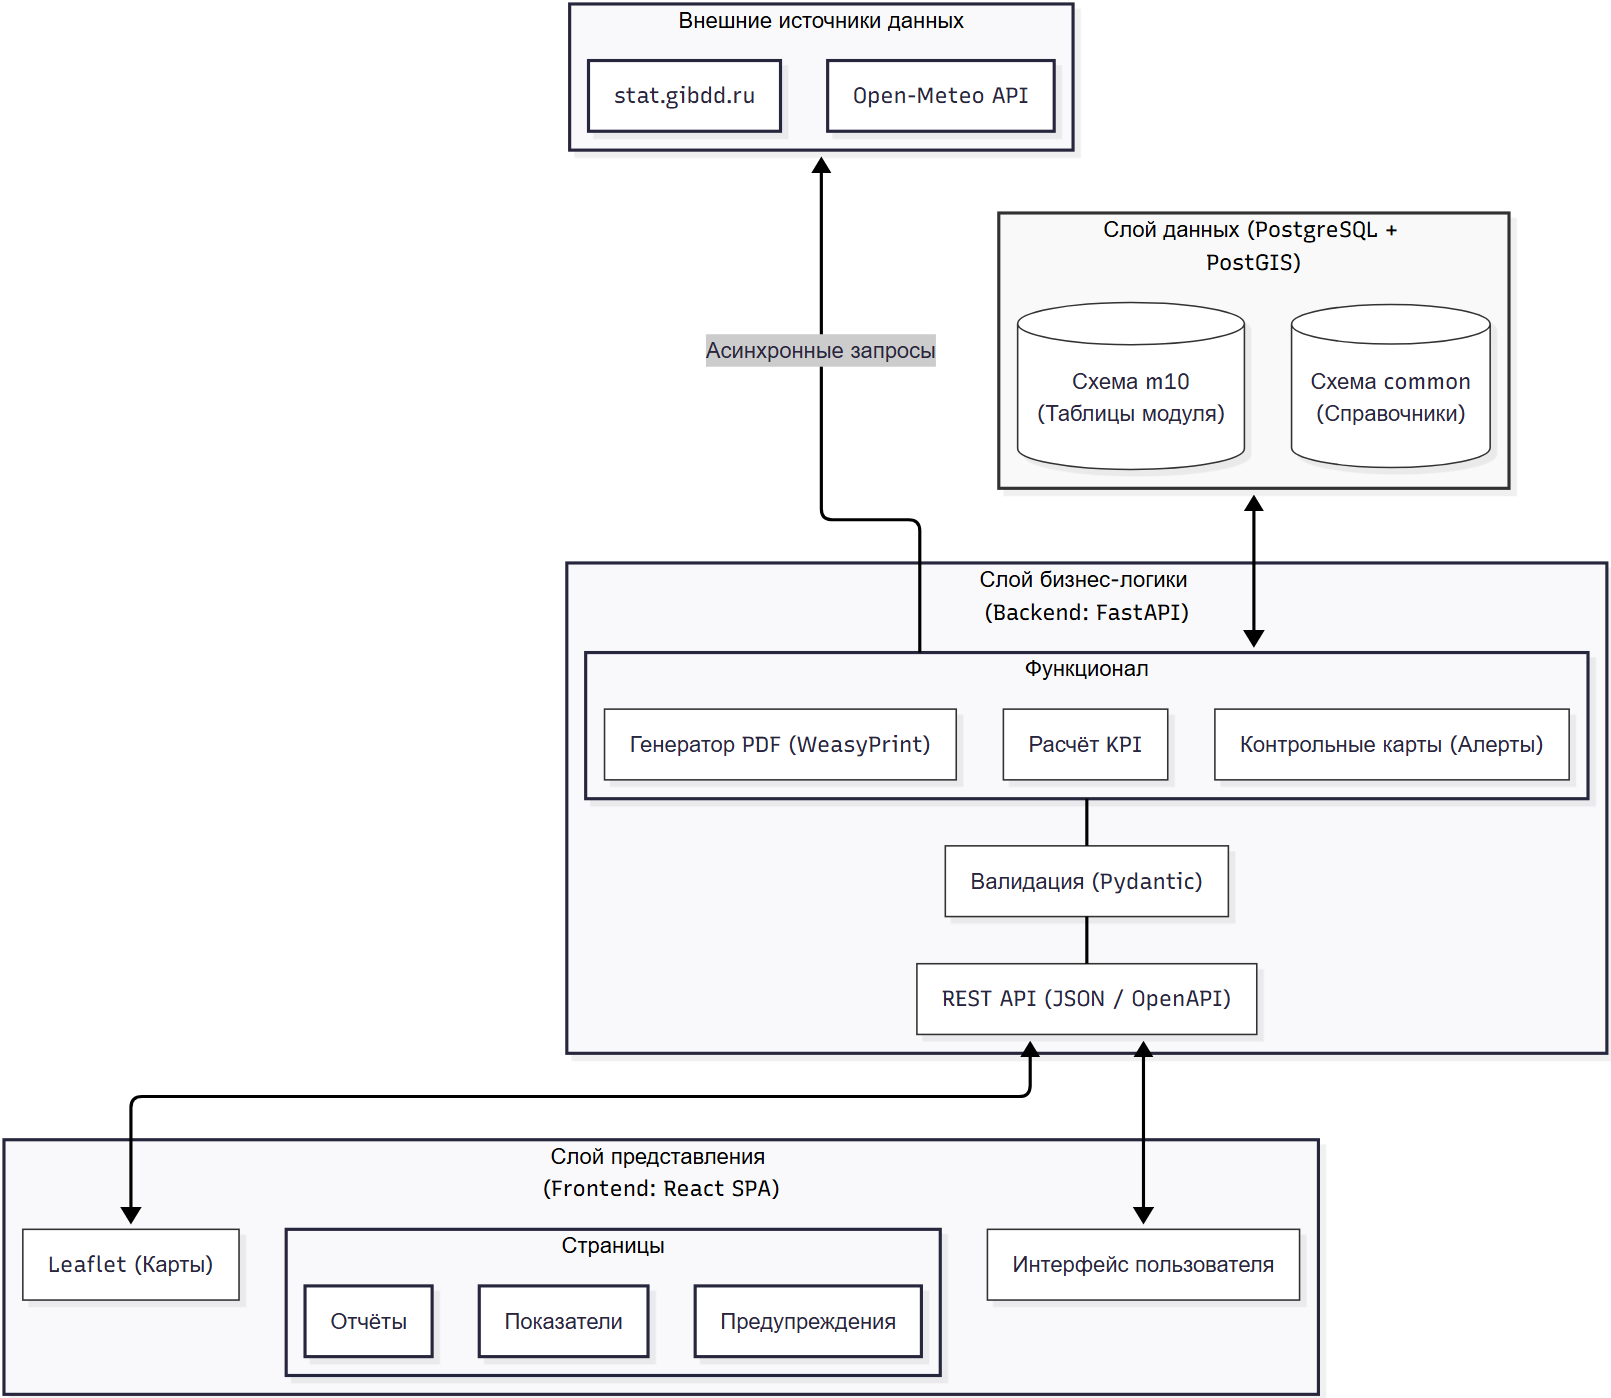 Внешние источники данных
stat.gibdd.ru
Open-Meteo API
Слой данных (PostgreSQL +
PostGIS)
Асинхронные запросы
Схема m10
(Таблицы модуля)
Схема common
(Справочники)
Слой бизнес-логики
(Backend: FastAPI)
Функционал
Генератор PDF (WeasyPrint)
Расчёт KPI
Контрольные карты (Алерты)
Валидация (Pydantic)
REST API (JSON / OpenAPI)
Слой представления
(Frontend: React SPA)
Leaflet (Карты)
Страницы
Отчёты
Показатели
Предупреждения
Интерфейс пользователя